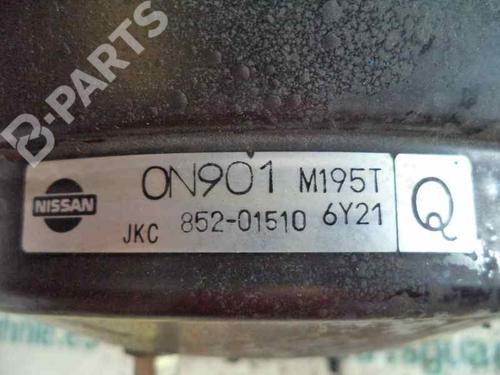 B-PARTS
NISSAN
0N901 M195T
JKC 852-01510 6Y21
Q